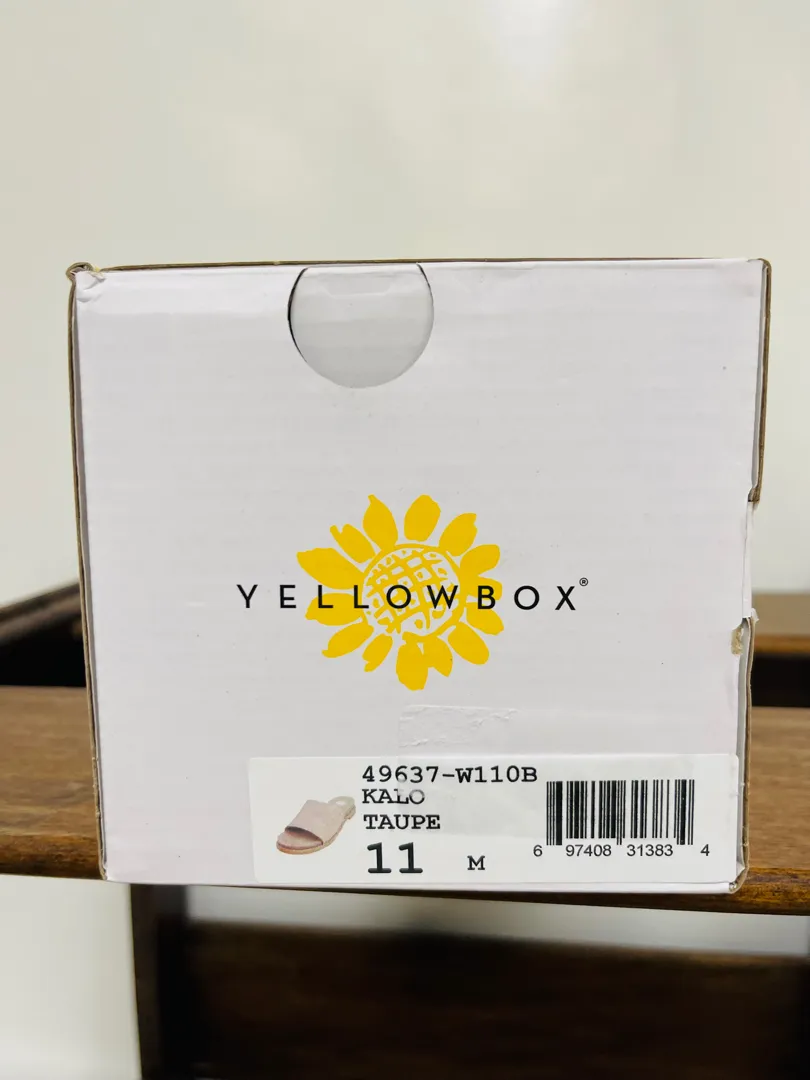 YELLOWBOX®
49637-W110B
KALO
TAUPE
11 M
6 97408 31383 4